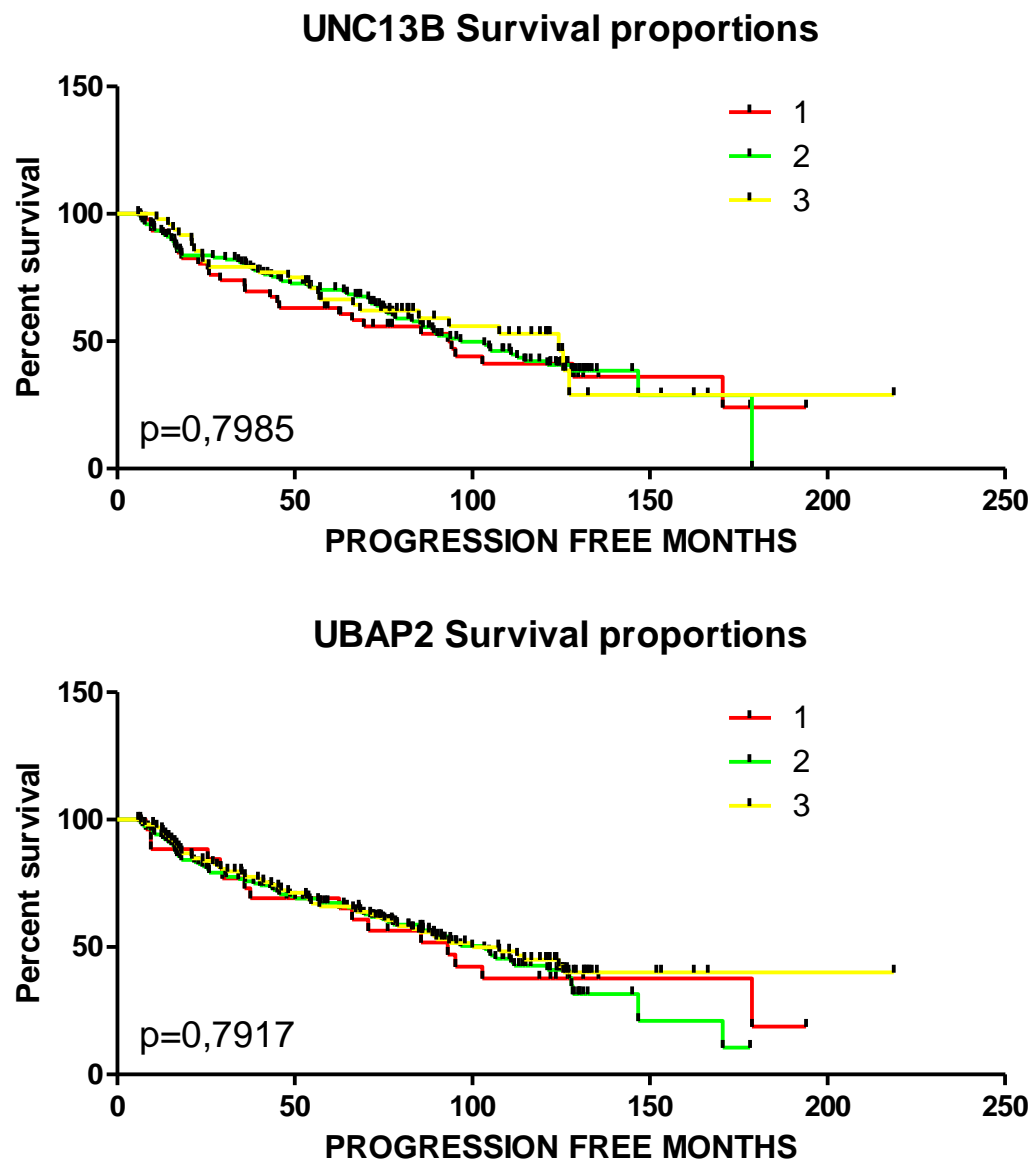 UNC13B Survival proportions
150
100
50
0
Percent survival
1
2
3
p=0,7985
0 50 100 150 200 250
PROGRESSION FREE MONTHS
UBAP2 Survival proportions
150
100
50
0
Percent survival
1
2
3
p=0,7917
0 50 100 150 200 250
PROGRESSION FREE MONTHS